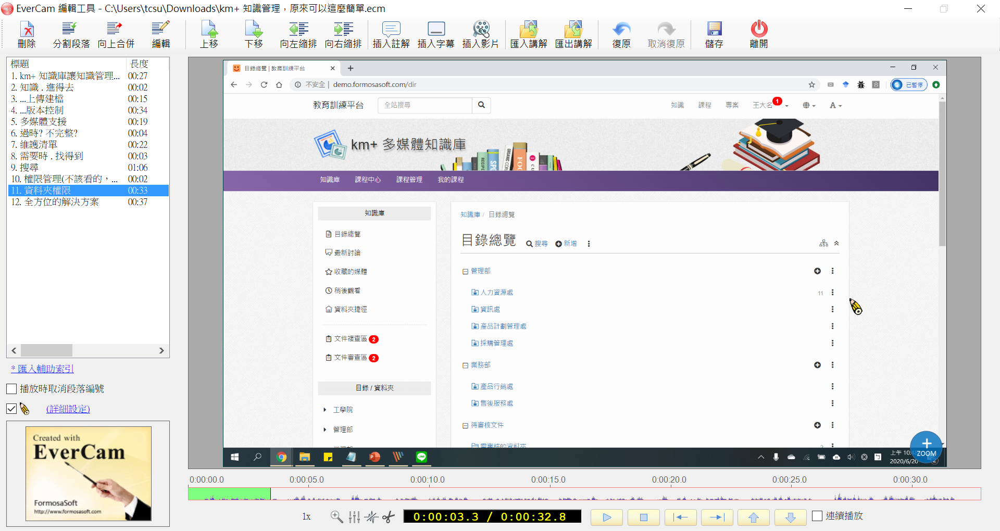 EverCam 編輯工具 - C:\Users\tcsu\Downloads\km+ 知識管理，原來可以這麼簡單.ecm
刪除 分割段落 向上合併 編輯 上移 下移 向左縮排 向右縮排 插入註解 插入字幕 插入影片 匯入講解 匯出講解 復原 取消復原 儲存 離開
標題 長度
1. km+ 知識庫讓知識管理... 00:27
2. 知識 . 進得去 00:02
3. ...上傳建檔 00:15
4. ...版本控制 00:34
5. 多媒體支援 00:19
6. 過時? 不完整? 00:04
7. 維護清單 00:22
8. 需要時 . 找得到 00:03
9. 搜尋 01:06
10. 權限管理(不該看的，... 00:02
11. 資料夾權限 00:33
12. 全方位的解決方案 00:37
* 匯入輔助索引
播放時取消段落編號
(詳細設定)
Created with
EverCam
FormosaSoft
http://www.formosasoft.com
目錄總覽 | 教育訓練平台
不安全 | demo.formosasoft.com/dir
已暫停
教育訓練平台 全站搜尋 知識 課程 專案 王大名 1 A
km+ 多媒體知識庫
知識庫 課程中心 課程管理 我的課程
知識庫
目錄總覽
最新討論
收藏的媒體
稍後觀看
資料夾捷徑
文件複查區 2
文件審查區 2
目錄 / 資料夾
工學院
管理部
知識庫 / 目錄總覽
目錄總覽 搜尋 新增
管理部
人力資源處 11
資訊處
產品計劃管理處
採購管理處
業務部
產品行銷處
售後服務處
待審核文件
需審核的資料夾 2
ZOOM
上午 10:
2020/6/20
0:00:00.0 0:00:05.0 0:00:10.0 0:00:15.0 0:00:20.0 0:00:25.0 0:00:30.0
1x 0:00:03.3 / 0:00:32.8 連續播放